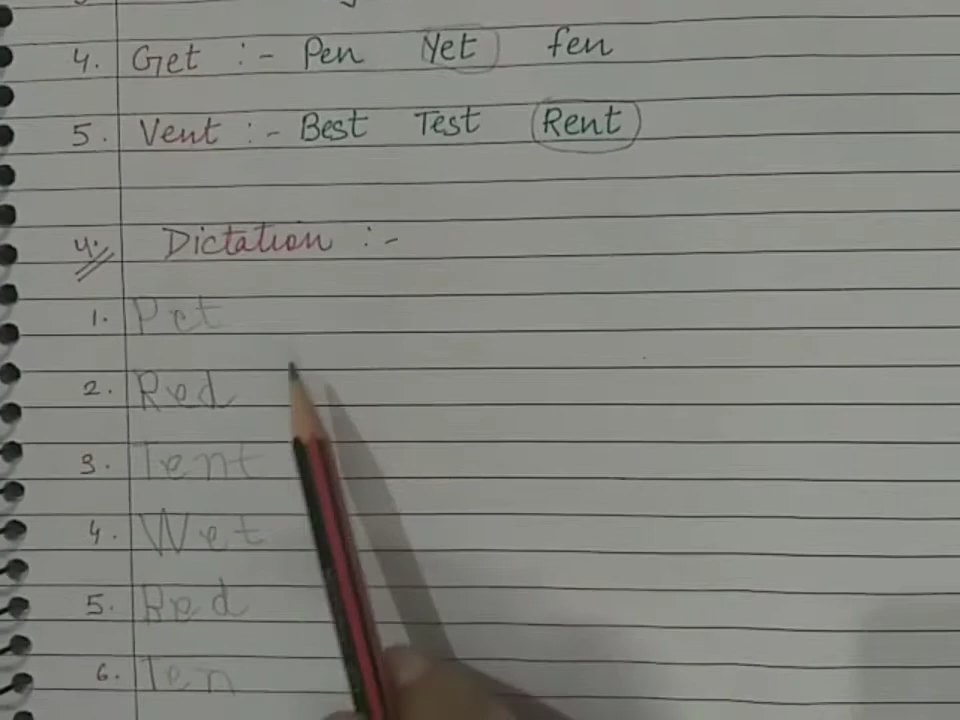 4. Get :- Pen Yet fen
5. Vent :- Best Test Rent
4. Dictation :-
1. Pet
2. Red
3. Tent
4. Wet
5. Bed
6. Ten